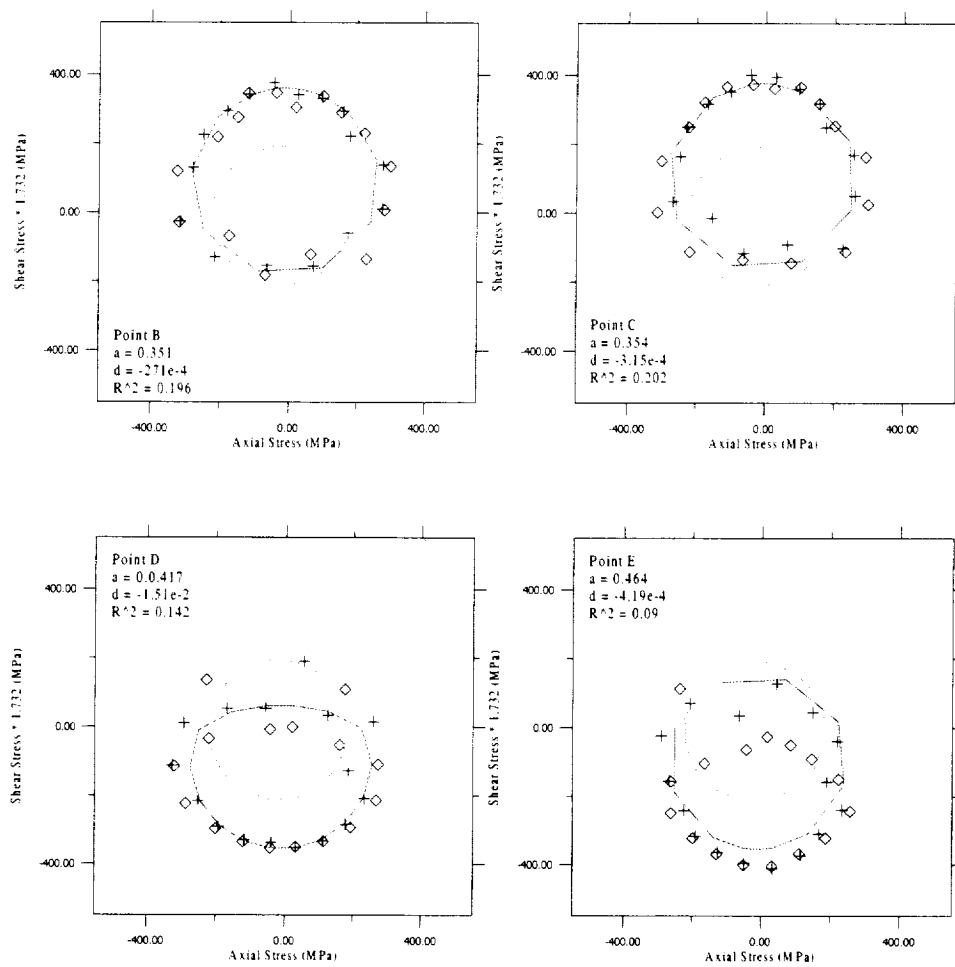 400.00
0.00
-400.00
Shear Stress * 1.732 (MPa)
Point B
a = 0.351
d = -271e-4
R^2 = 0.196
-400.00 0.00 400.00
Axial Stress (MPa)
400.00
0.00
-400.00
Shear Stress * 1.732 (MPa)
Point C
a = 0.354
d = -3.15e-4
R^2 = 0.202
-400.00 0.00 400.00
Axial Stress (MPa)
Point D
a = 0.0.417
d = -1.51e-2
R^2 = 0.142
400.00
0.00
-400.00
Shear Stress * 1.732 (MPa)
-400.00 0.00 400.00
Axial Stress (MPa)
Point E
a = 0.464
d = -4.19e-4
R^2 = 0.09
400.00
0.00
-400.00
Shear Stress * 1.732 (MPa)
-400.00 0.00 400.00
Axial Stress (MPa)